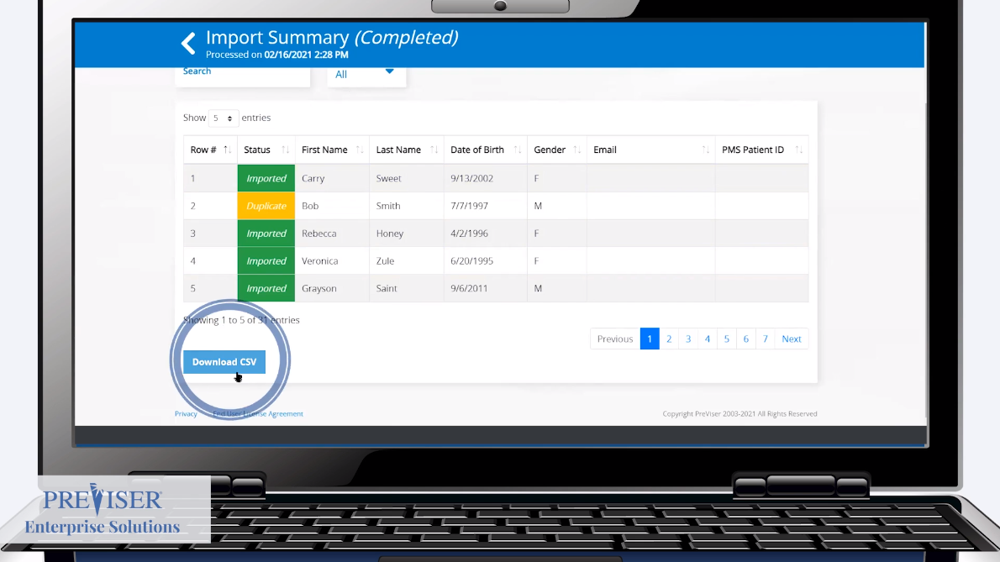 Import Summary (Completed)
Processed on 02/16/2021 2:28 PM
Search
All
Show 5 entries
Row # Status First Name Last Name Date of Birth Gender Email PMS Patient ID
1 Imported Carry Sweet 9/13/2002 F
2 Duplicate Bob Smith 7/7/1997 M
3 Imported Rebecca Honey 4/2/1996 F
4 Imported Veronica Zule 6/20/1995 F
5 Imported Grayson Saint 9/6/2011 M
Showing 1 to 5 of 31 entries
Previous 1 2 3 4 5 6 7 Next
Download CSV
Privacy End User License Agreement Copyright PreViser 2003-2021 All Rights Reserved
PREVISER
Enterprise Solutions